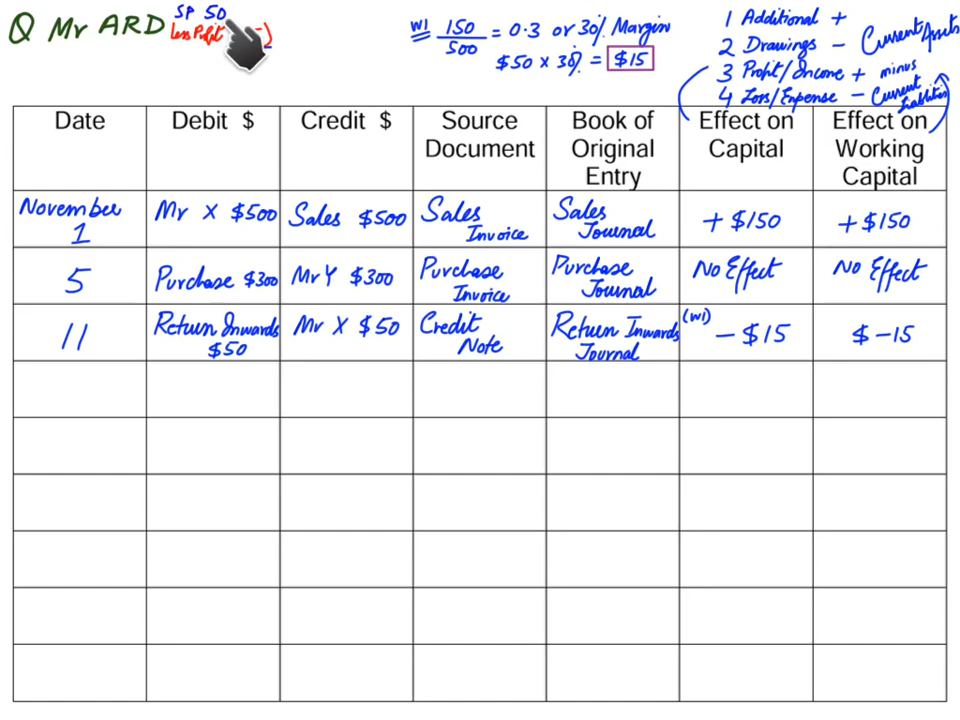 Q Mr ARD
SP 50
Less Profit
W1 150/500 = 0.3 or 30% Margin
$50 × 30% = $15
1 Additional +
2 Drawings –
3 Profit/Income +
4 Loss/Expense –
Current Assets
minus
Current
Liabilities
Date Debit $ Credit $ Source Document Book of Original Entry Effect on Capital Effect on Working Capital
November 1 Mr X $500 Sales $500 Sales Invoice Sales Journal + $150 + $150
5 Purchase $300 Mr Y $300 Purchase Invoice Purchase Journal No Effect No Effect
11 Return Inwards $50 Mr X $50 Credit Note Return Inwards Journal (W1) – $15 $ –15